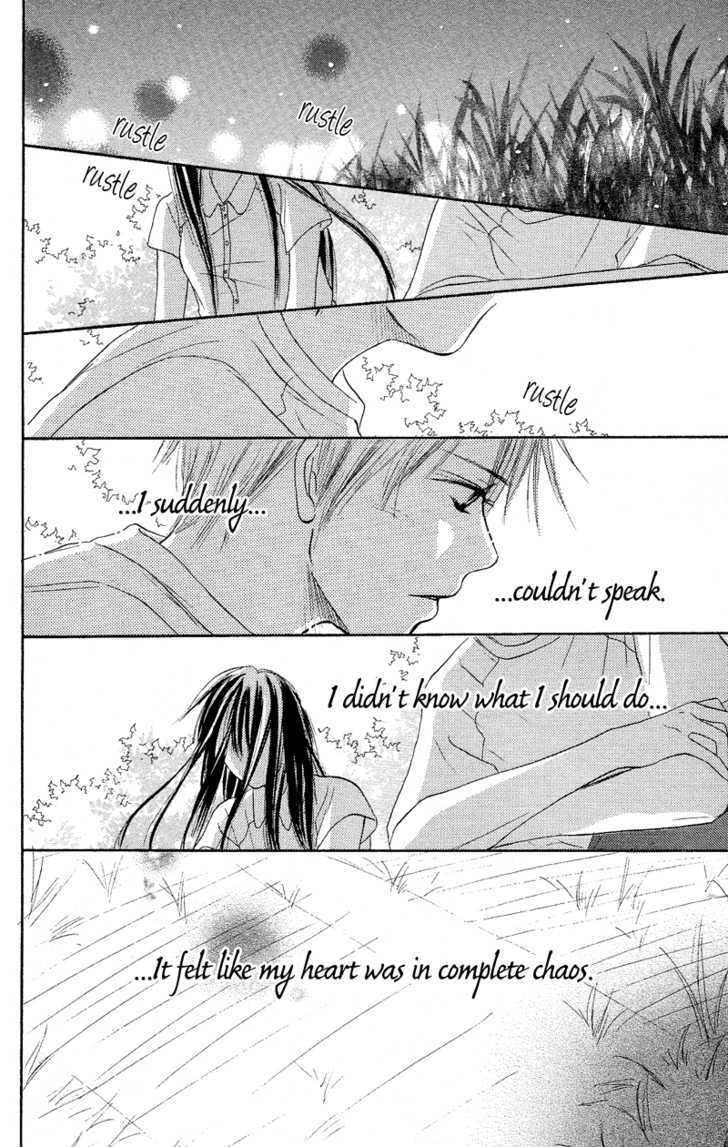 rustle
rustle
rustle
rustle
...I suddenly...
...couldn't speak.
I didn't know what I should do...
...It felt like my heart was in complete chaos.